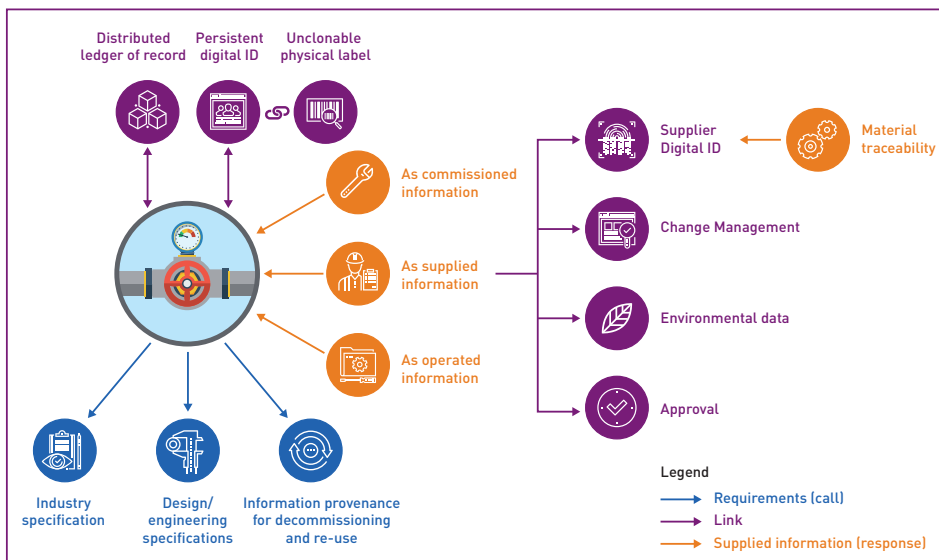 Distributed
ledger of record
Persistent
digital ID
Unclonable
physical label
As commissioned
information
As supplied
information
As operated
information
Supplier
Digital ID
Material
traceability
Change Management
Environmental data
Approval
Industry
specification
Design/
engineering
specifications
Information provenance
for decommissioning
and re-use
Legend
Requirements (call)
Link
Supplied information (response)